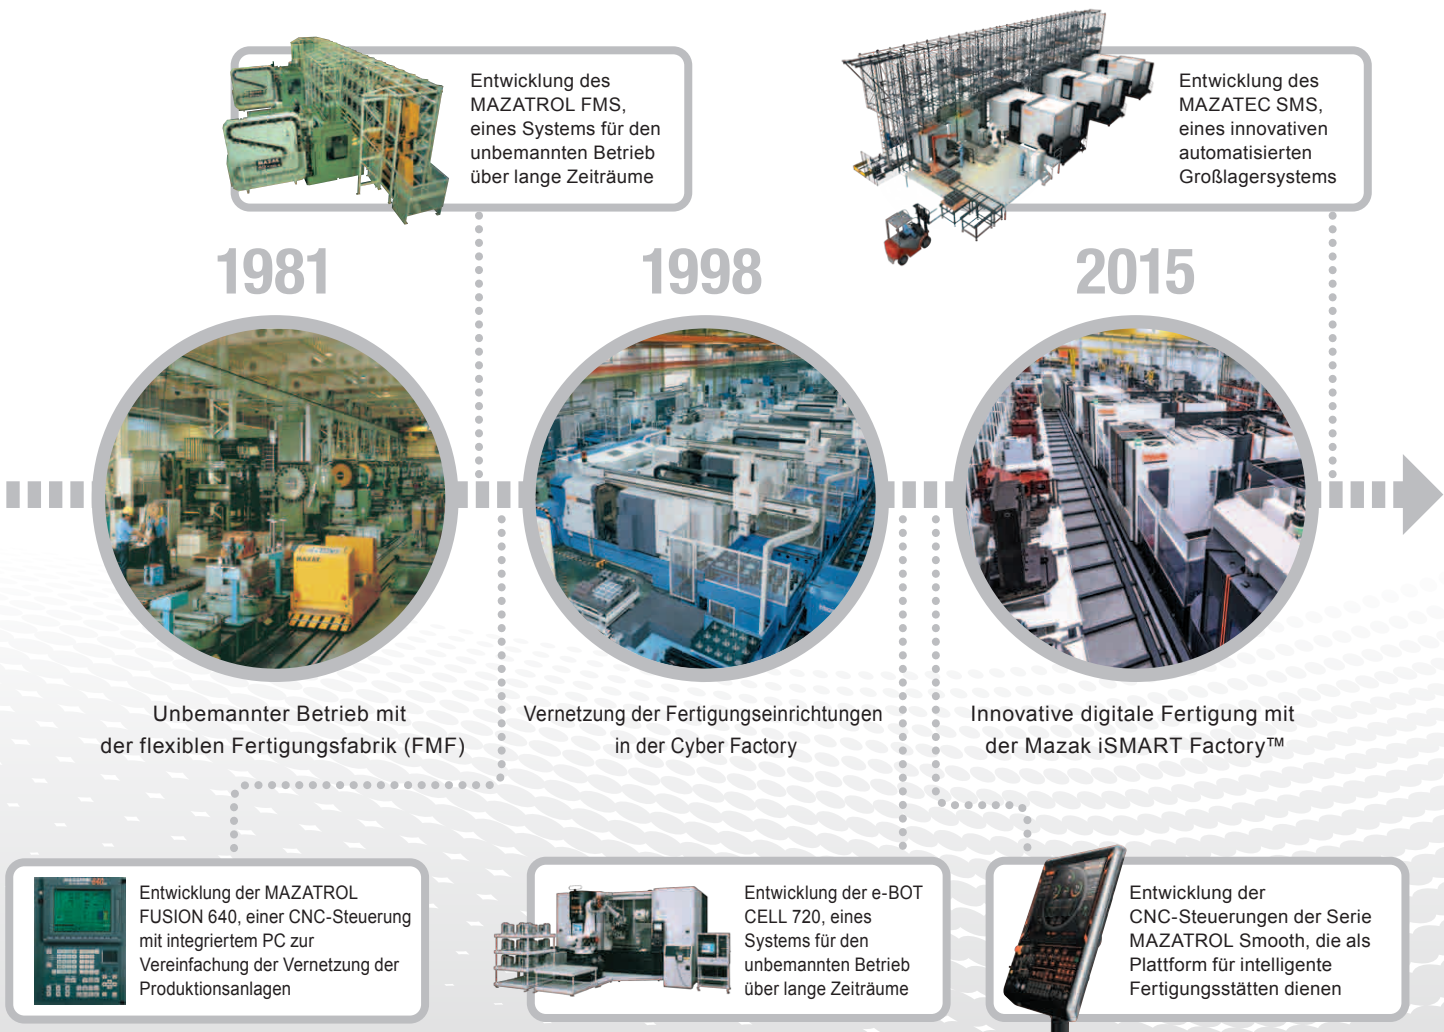 Entwicklung des
MAZATROL FMS,
eines Systems für den
unbemannten Betrieb
über lange Zeiträume
Entwicklung des
MAZATEC SMS,
eines innovativen
automatisierten
Großlagersystems
1981
1998
2015
Unbemannter Betrieb mit
der flexiblen Fertigungsfabrik (FMF)
Vernetzung der Fertigungseinrichtungen
in der Cyber Factory
Innovative digitale Fertigung mit
der Mazak iSMART Factory™
Entwicklung der MAZATROL
FUSION 640, einer CNC-Steuerung
mit integriertem PC zur
Vereinfachung der Vernetzung der
Produktionsanlagen
Entwicklung der e-BOT
CELL 720, eines
Systems für den
unbemannten Betrieb
über lange Zeiträume
Entwicklung der
CNC-Steuerungen der Serie
MAZATROL Smooth, die als
Plattform für intelligente
Fertigungsstätten dienen